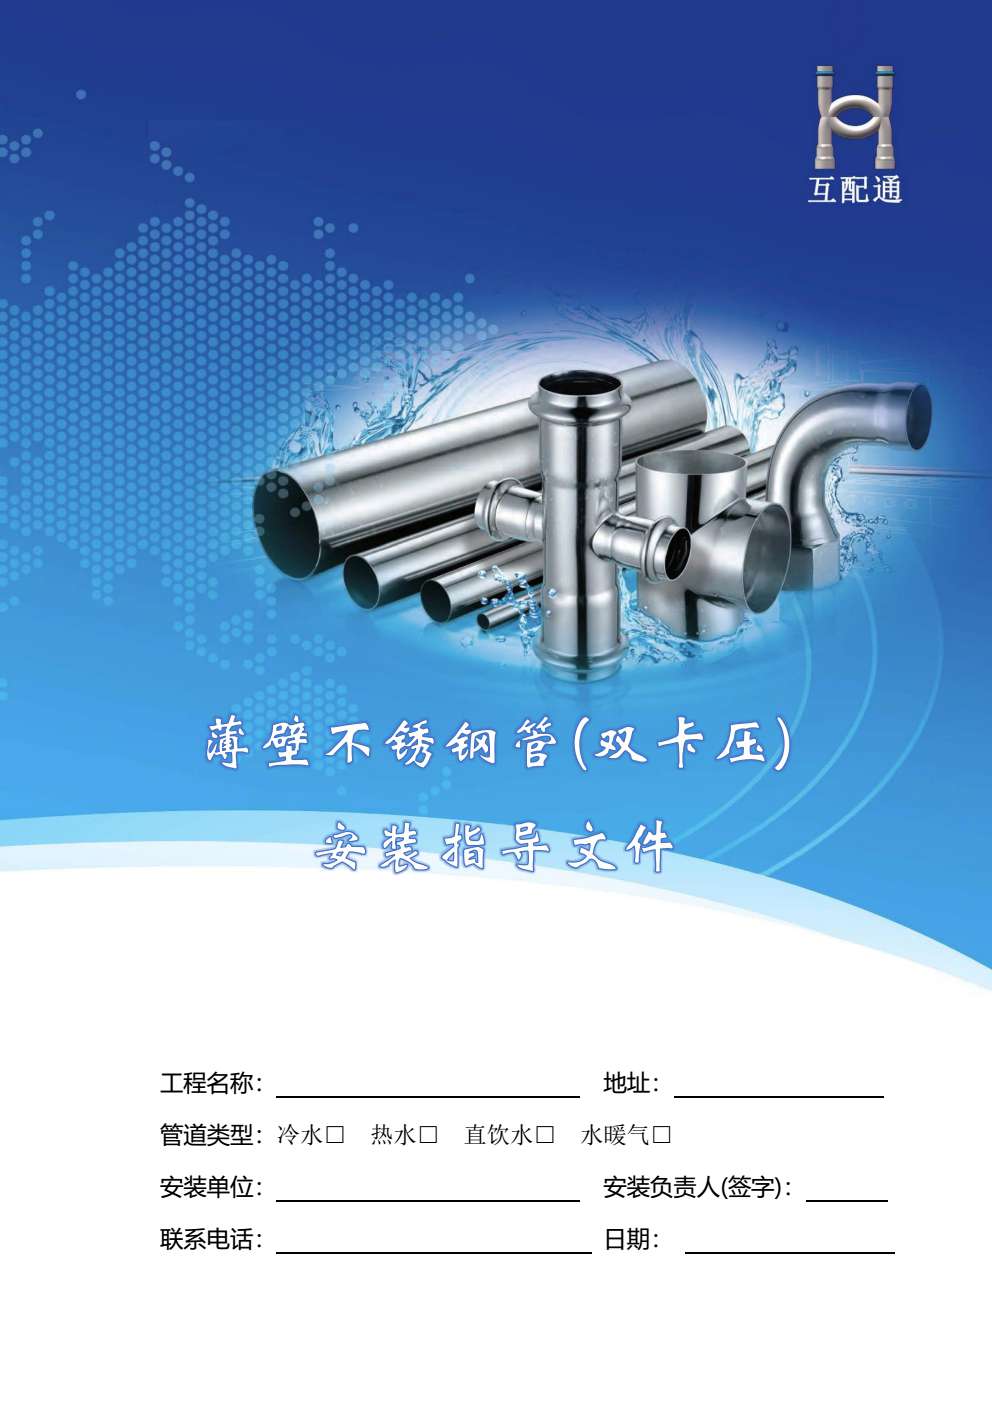 互配通
薄壁不锈钢管(双卡压)
安装指导文件
工程名称： 地址：
管道类型：冷水□ 热水□ 直饮水□ 水暖气□
安装单位： 安装负责人(签字)：
联系电话： 日期：